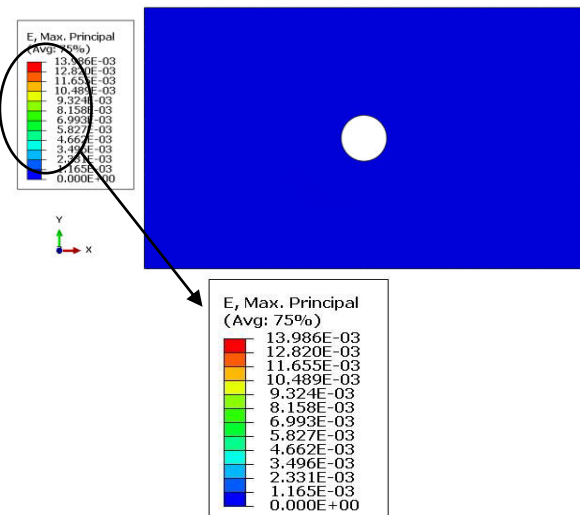 E, Max. Principal
(Avg: 75%)
13.986E-03
12.820E-03
11.655E-03
10.489E-03
9.324E-03
8.158E-03
6.993E-03
5.827E-03
4.662E-03
3.496E-03
2.331E-03
1.165E-03
0.000E+00
Y
X
E, Max. Principal
(Avg: 75%)
13.986E-03
12.820E-03
11.655E-03
10.489E-03
9.324E-03
8.158E-03
6.993E-03
5.827E-03
4.662E-03
3.496E-03
2.331E-03
1.165E-03
0.000E+00